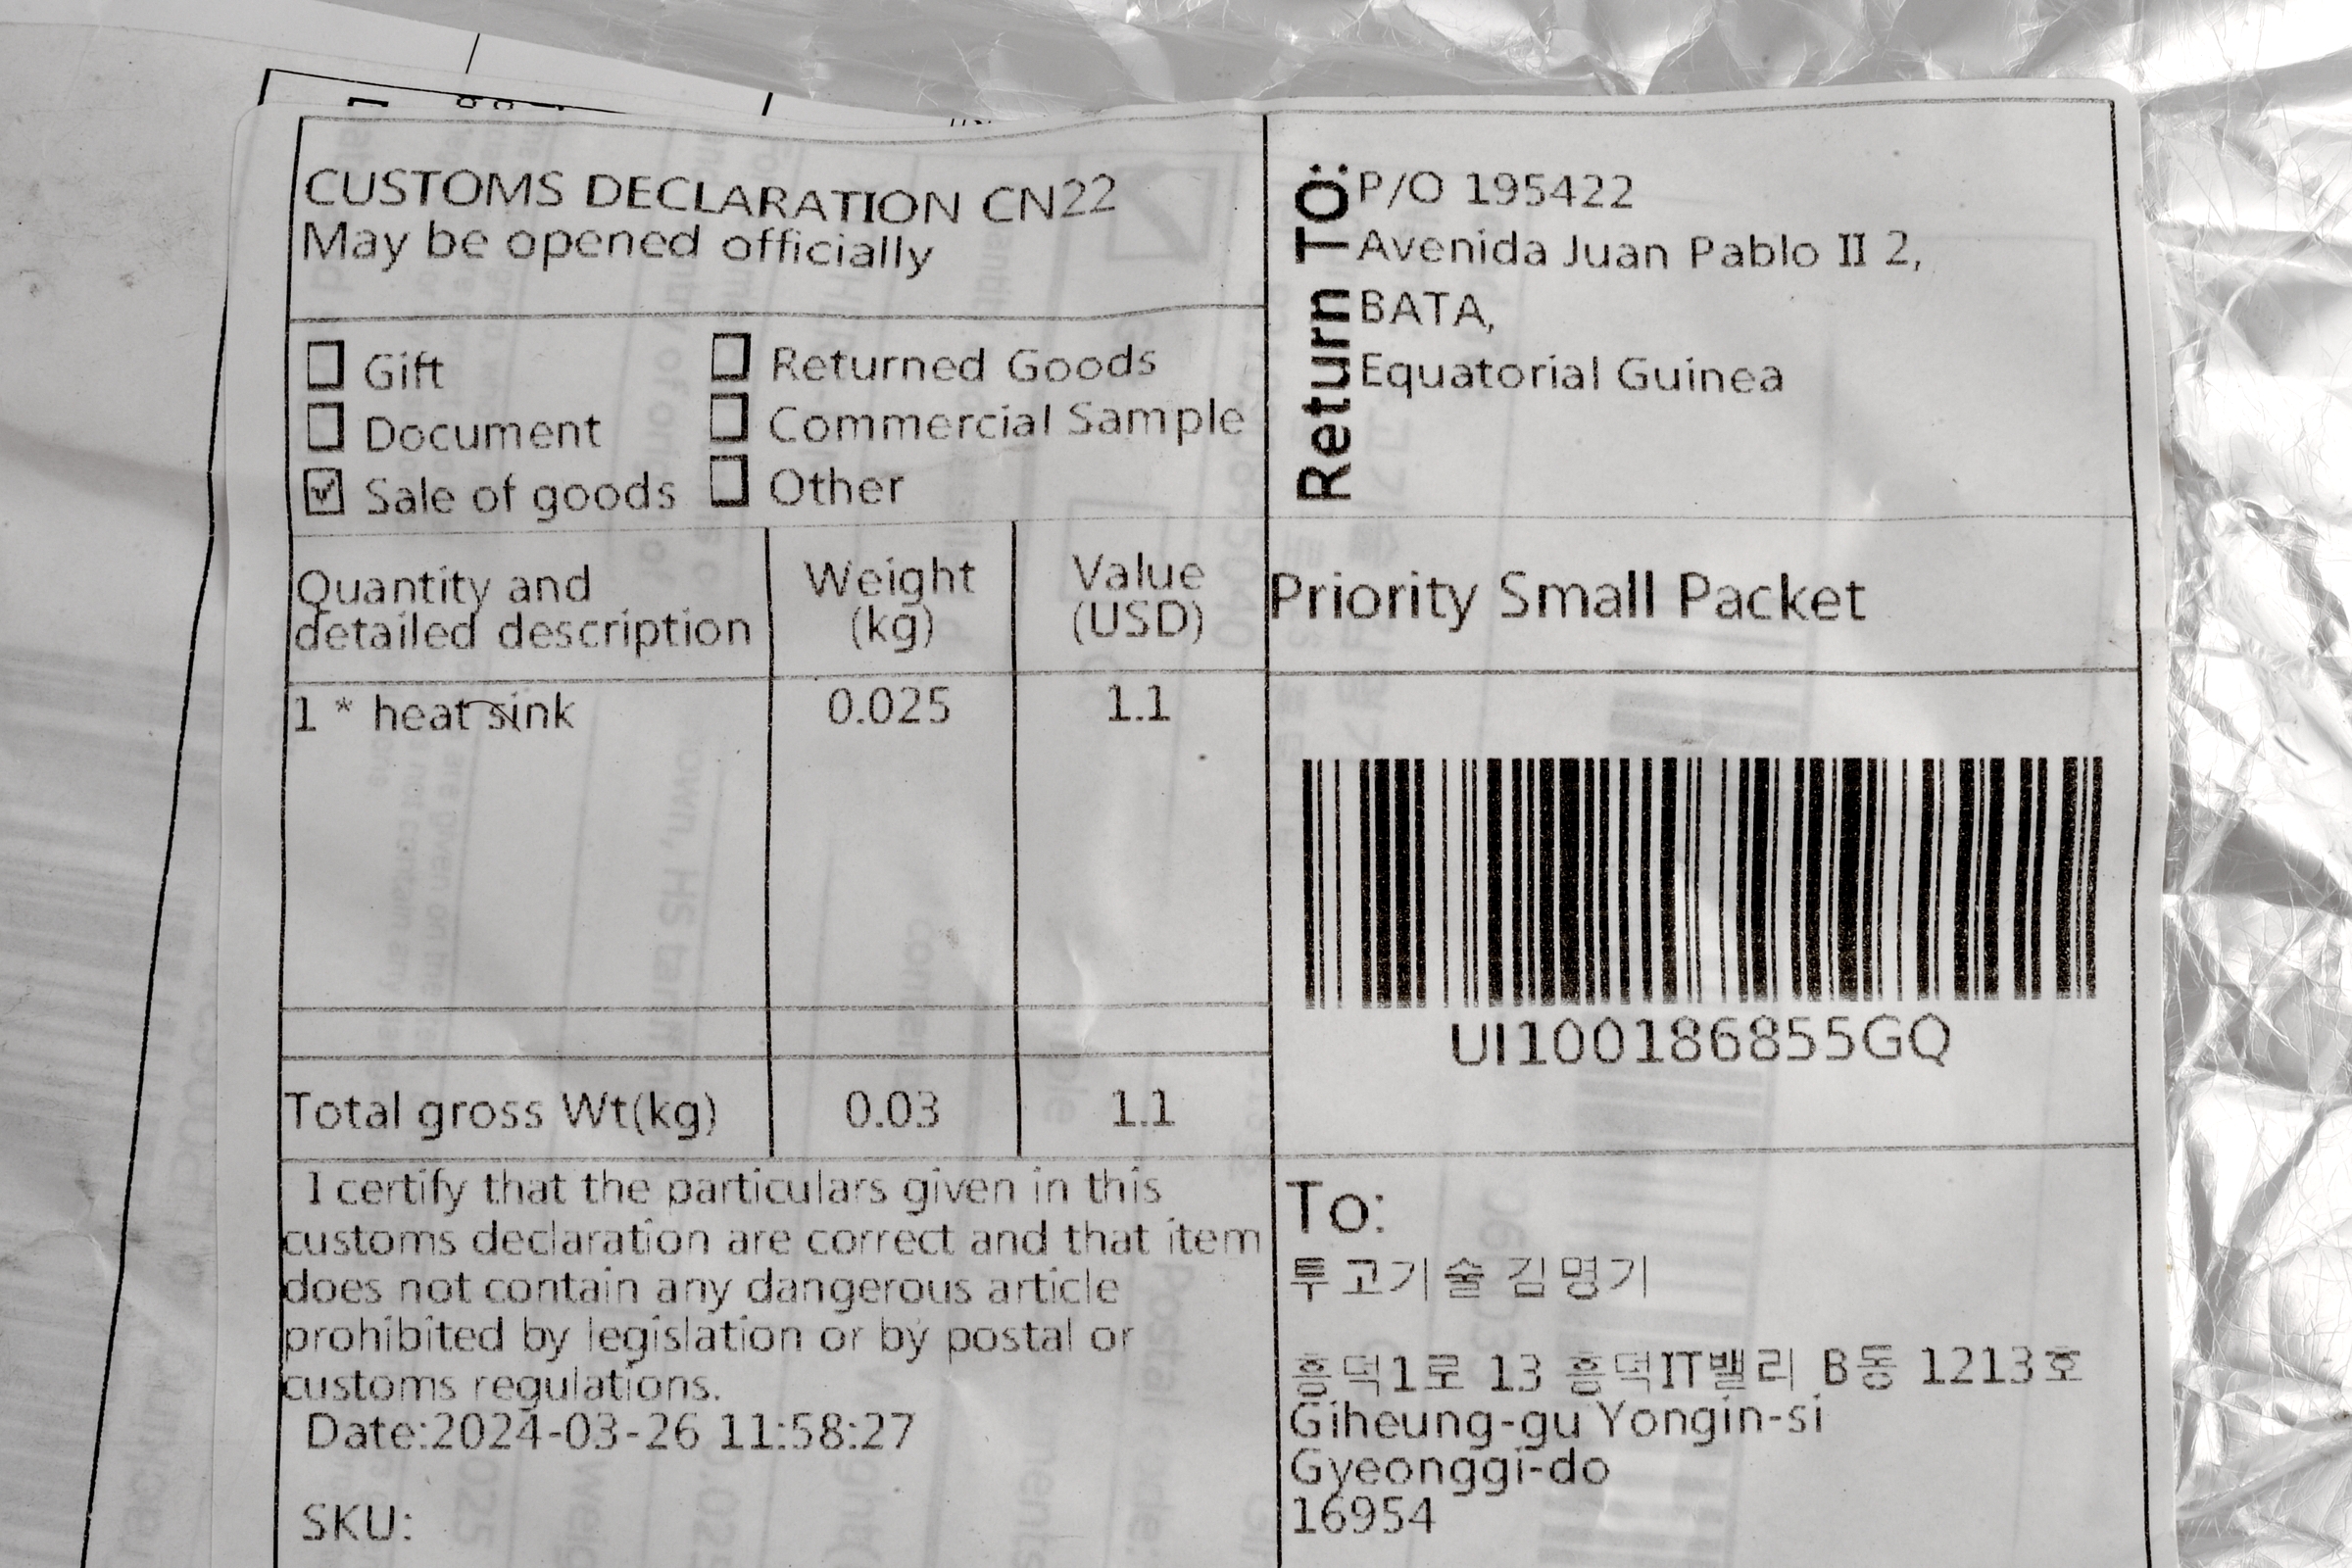 CUSTOMS DECLARATION CN22
May be opened officially
Gift
Returned Goods
Document
Commercial Sample
Sale of goods
Other
Quantity and detailed description
Weight (kg)
Value (USD)
1 * heat sink 0.025 1.1
Total gross Wt(kg) 0.03 1.1
I certify that the particulars given in this
customs declaration are correct and that item
does not contain any dangerous article
prohibited by legislation or by postal or
customs regulations.
Date:2024-03-26 11:58:27
SKU:
Return TO:
P/O 195422
Avenida Juan Pablo II 2,
BATA,
Equatorial Guinea
Priority Small Packet
UI100186855GQ
To:
투고기술 김명기
흥덕1로 13 흥덕IT밸리 B동 1213호
Giheung-gu Yongin-si
Gyeonggi-do
16954